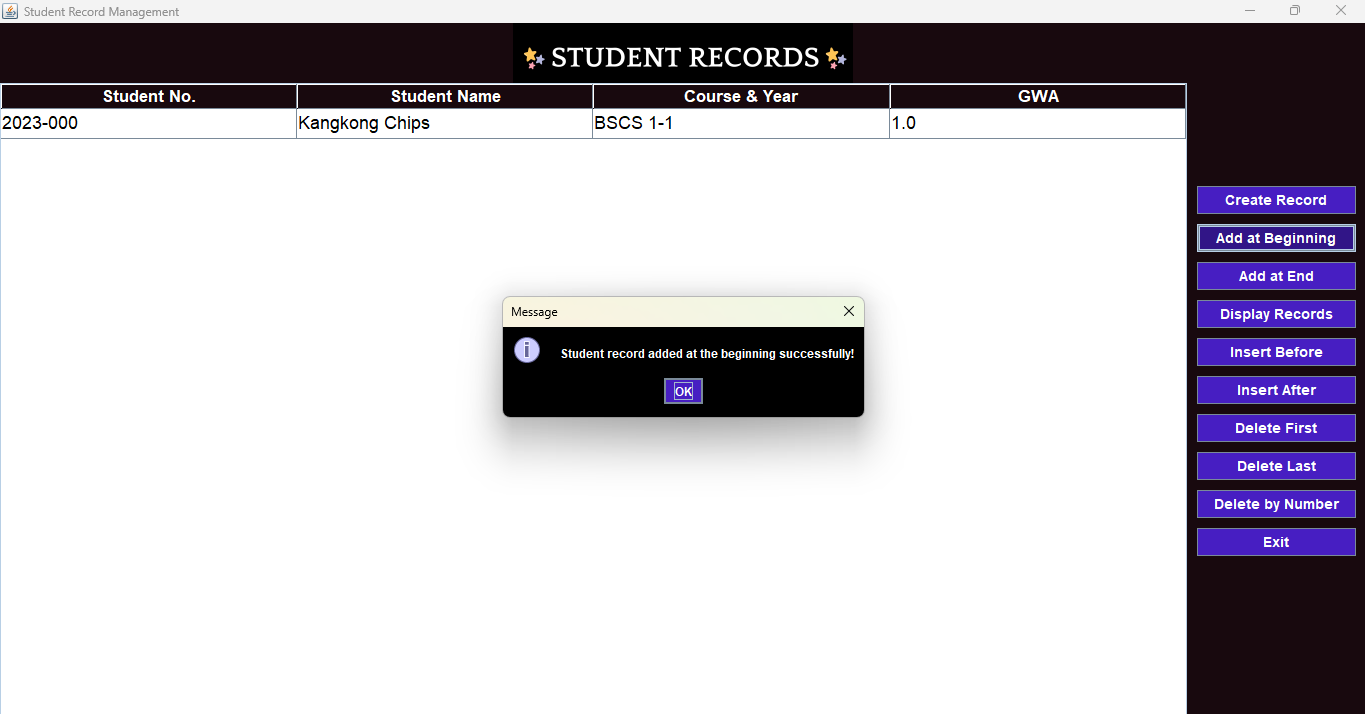 Student Record Management
STUDENT RECORDS
Student No. Student Name Course & Year GWA
2023-000 Kangkong Chips BSCS 1-1 1.0
Create Record
Add at Beginning
Add at End
Display Records
Insert Before
Insert After
Delete First
Delete Last
Delete by Number
Exit
Message
Student record added at the beginning successfully!
OK